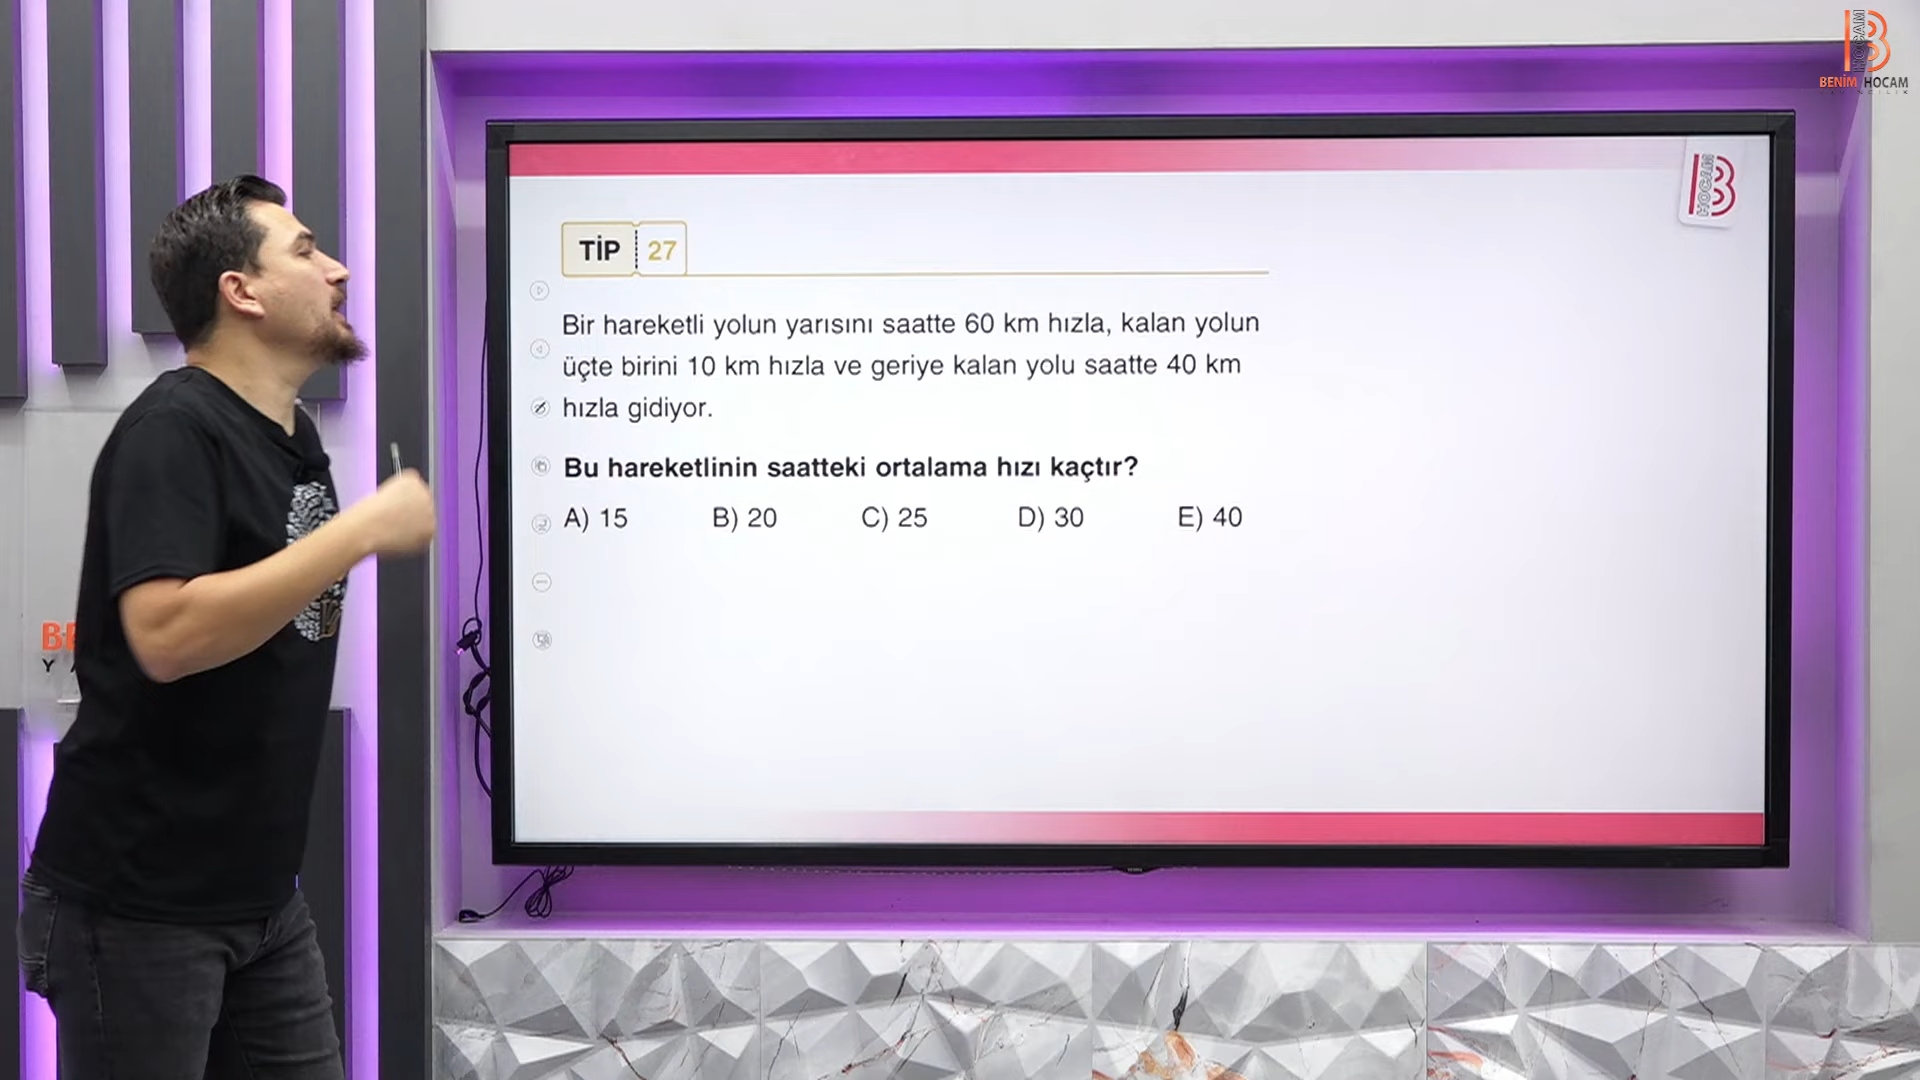 HOCAM
BENİM HOCAM
HOCAM
TİP 27
Bir hareketli yolun yarısını saatte 60 km hızla, kalan yolun
üçte birini 10 km hızla ve geriye kalan yolu saatte 40 km
hızla gidiyor.
Bu hareketlinin saatteki ortalama hızı kaçtır?
A) 15 B) 20 C) 25 D) 30 E) 40